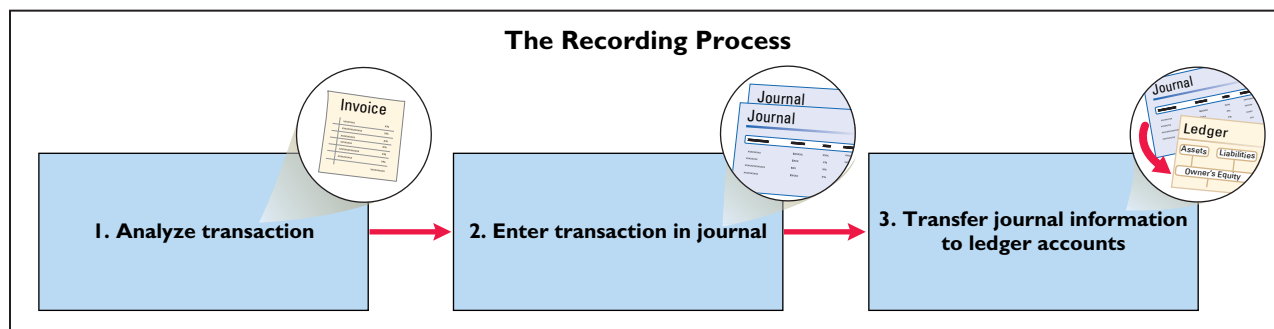 The Recording Process
Invoice
Journal
Journal
Journal
Ledger
Assets Liabilities
Owner's Equity
1. Analyze transaction
2. Enter transaction in journal
3. Transfer journal information
to ledger accounts